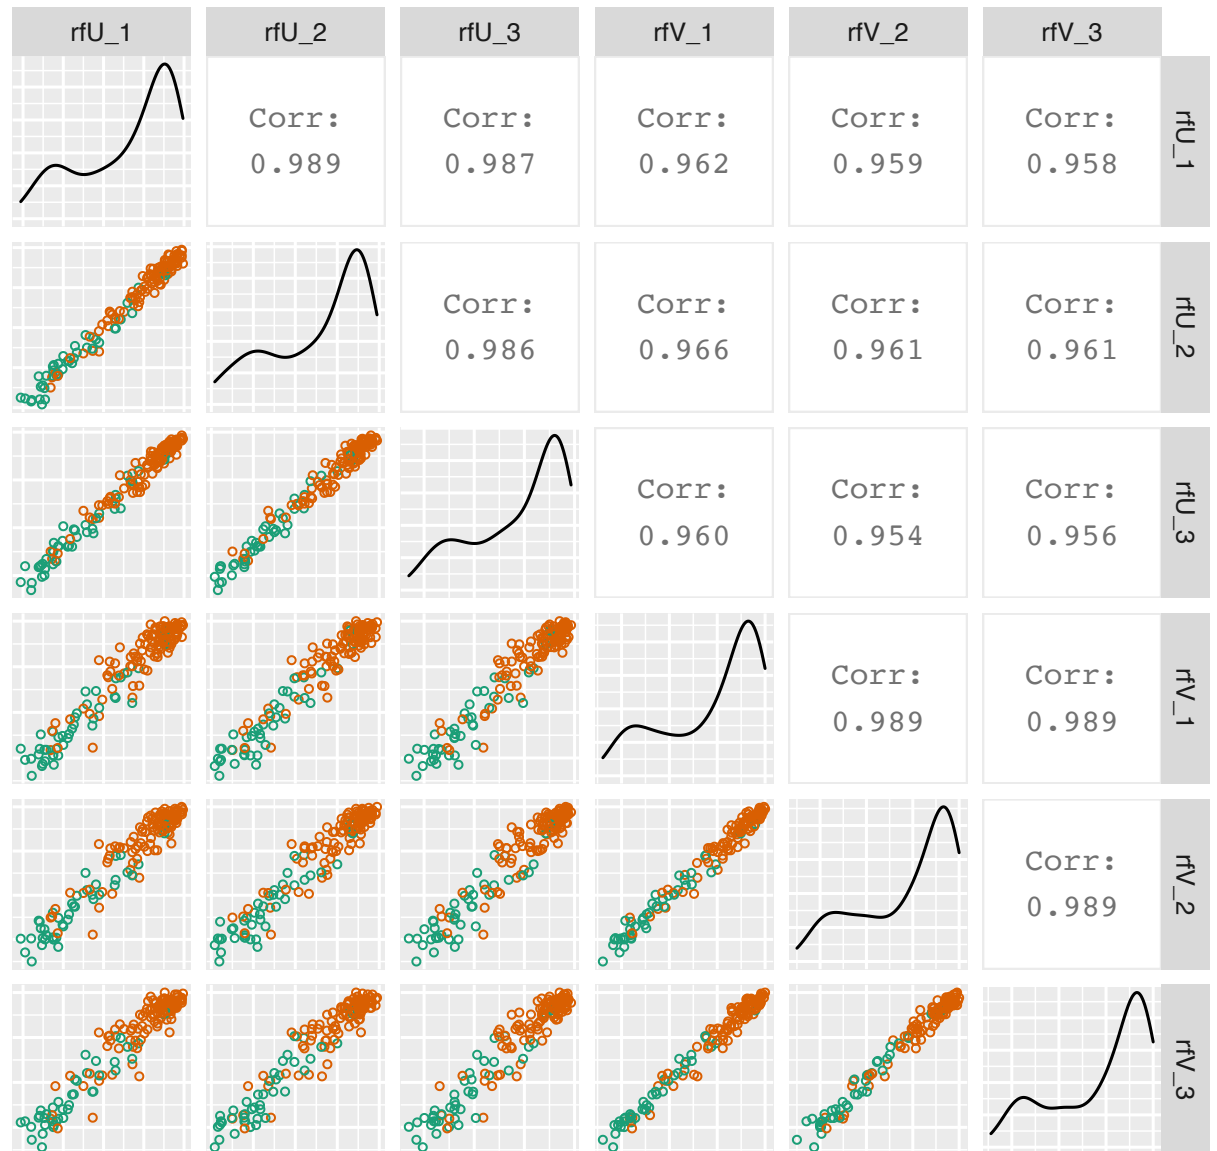 rfU_1 rfU_2 rfU_3 rfV_1 rfV_2 rfV_3
Corr: Corr: Corr: Corr: Corr:
0.989 0.987 0.962 0.959 0.958
rfU_1
Corr: Corr: Corr: Corr:
0.986 0.966 0.961 0.961
rfU_2
Corr: Corr: Corr:
0.960 0.954 0.956
rfU_3
Corr: Corr:
0.989 0.989
rfV_1
Corr:
0.989
rfV_2
rfV_3